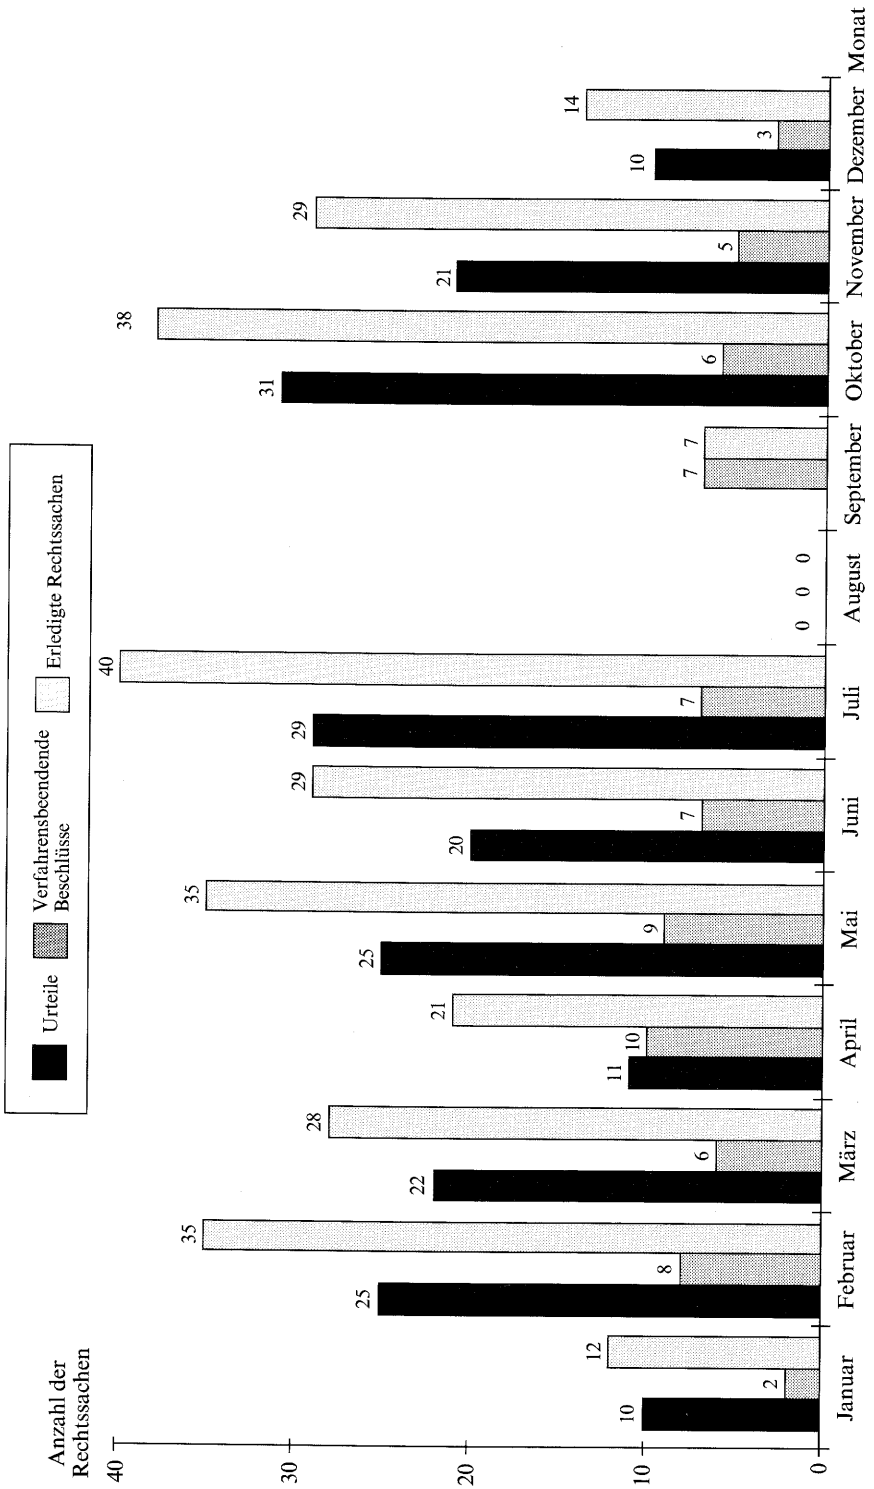 Urteile
Verfahrensbeendende
Beschlüsse
Erledigte Rechtssachen
Anzahl der
Rechtssachen
40
30
20
10
0
10 2 12
25 8 35
22 6 28
11 10 21
25 9 35
20 7 29
29 7 40
0 0 0
7 7
31 6 38
21 5 29
10 3 14
Januar Februar März April Mai Juni Juli August September Oktober November Dezember Monat